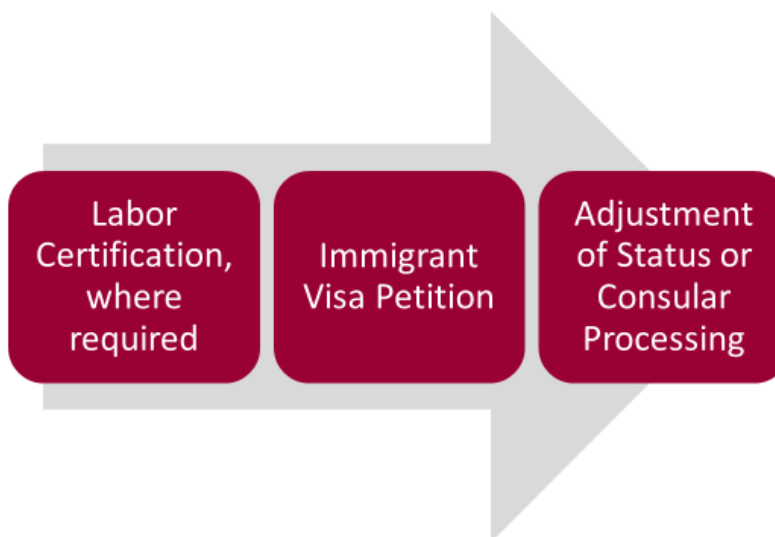 Labor
Certification,
where
required
Immigrant
Visa Petition
Adjustment
of Status or
Consular
Processing